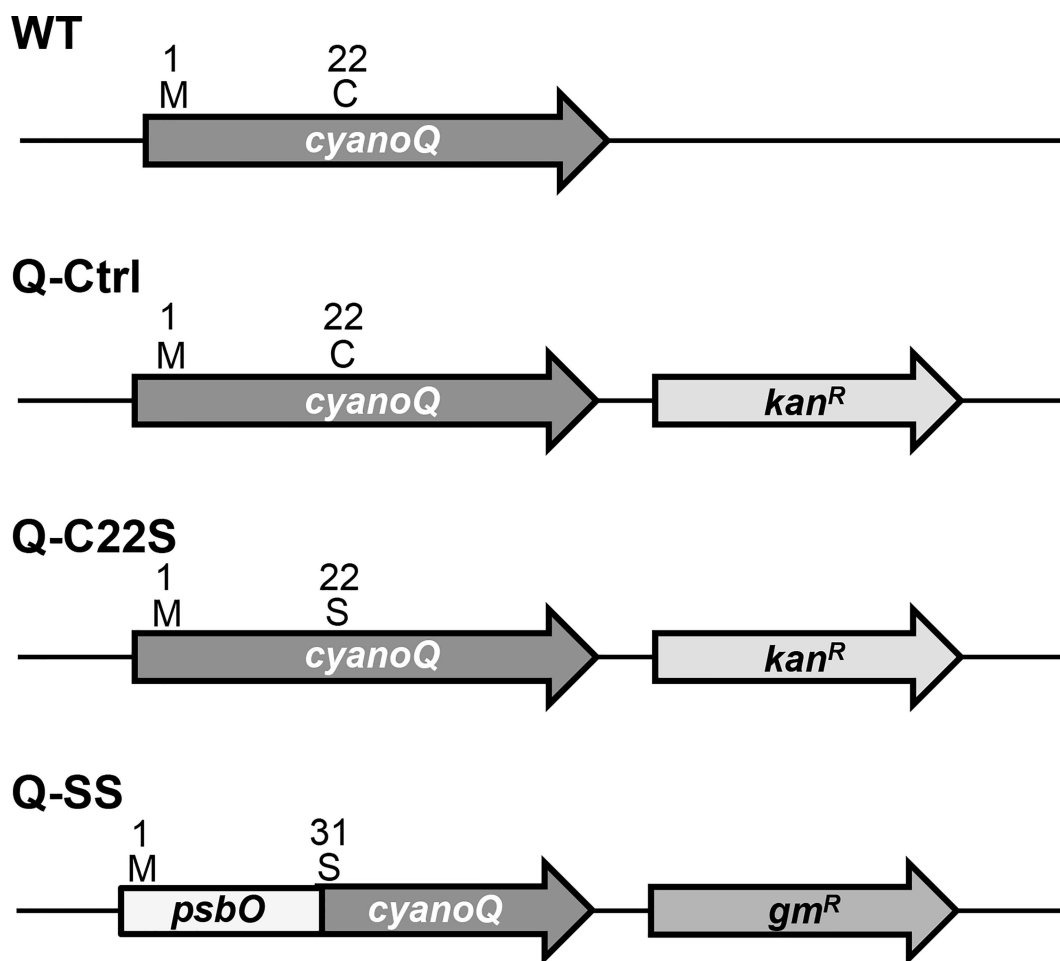 WT
1 22
M C
cyanoQ
Q-Ctrl
1 22
M C
cyanoQ kanR
Q-C22S
1 22
M S
cyanoQ kanR
Q-SS
1 31
M S
psbO cyanoQ gmR